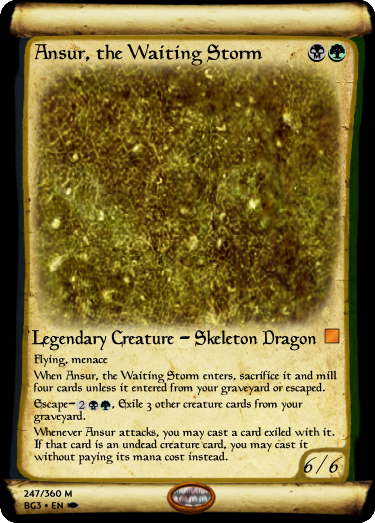 Ansur, the Waiting Storm
Legendary Creature – Skeleton Dragon
Flying, menace
When Ansur, the Waiting Storm enters, sacrifice it and mill
four cards unless it entered from your graveyard or escaped.
Escape– 2 , Exile 3 other creature cards from your
graveyard.
Whenever Ansur attacks, you may cast a card exiled with it.
If that card is an undead creature card, you may cast it
without paying its mana cost instead.
6/6
247/360 M
BG3 • EN